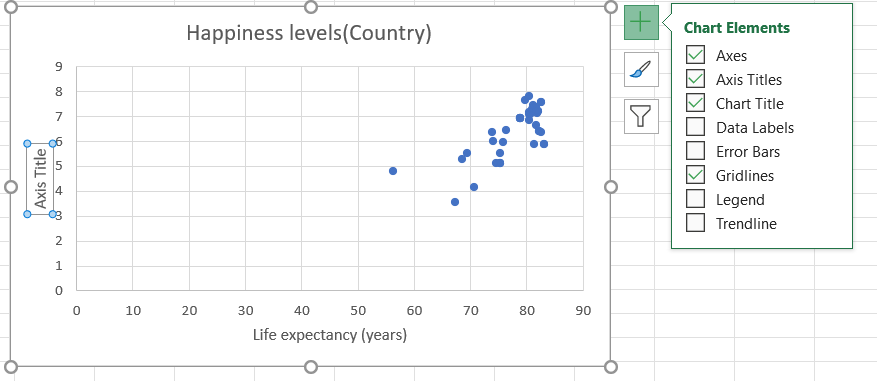 Happiness levels(Country)
9
8
7
6
5
4
3
2
1
0
Axis Title
0 10 20 30 40 50 60 70 80 90
Life expectancy (years)
Chart Elements
Axes
Axis Titles
Chart Title
Data Labels
Error Bars
Gridlines
Legend
Trendline